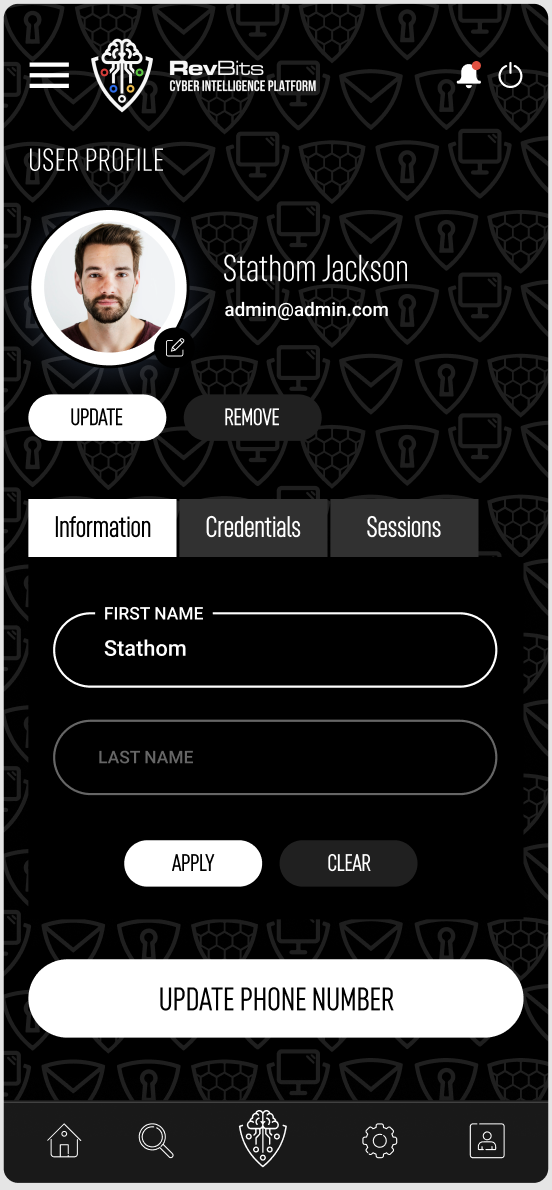 RevBits
CYBER INTELLIGENCE PLATFORM
USER PROFILE
Stathom Jackson
admin@admin.com
UPDATE REMOVE
Information Credentials Sessions
FIRST NAME
Stathom
LAST NAME
APPLY CLEAR
UPDATE PHONE NUMBER